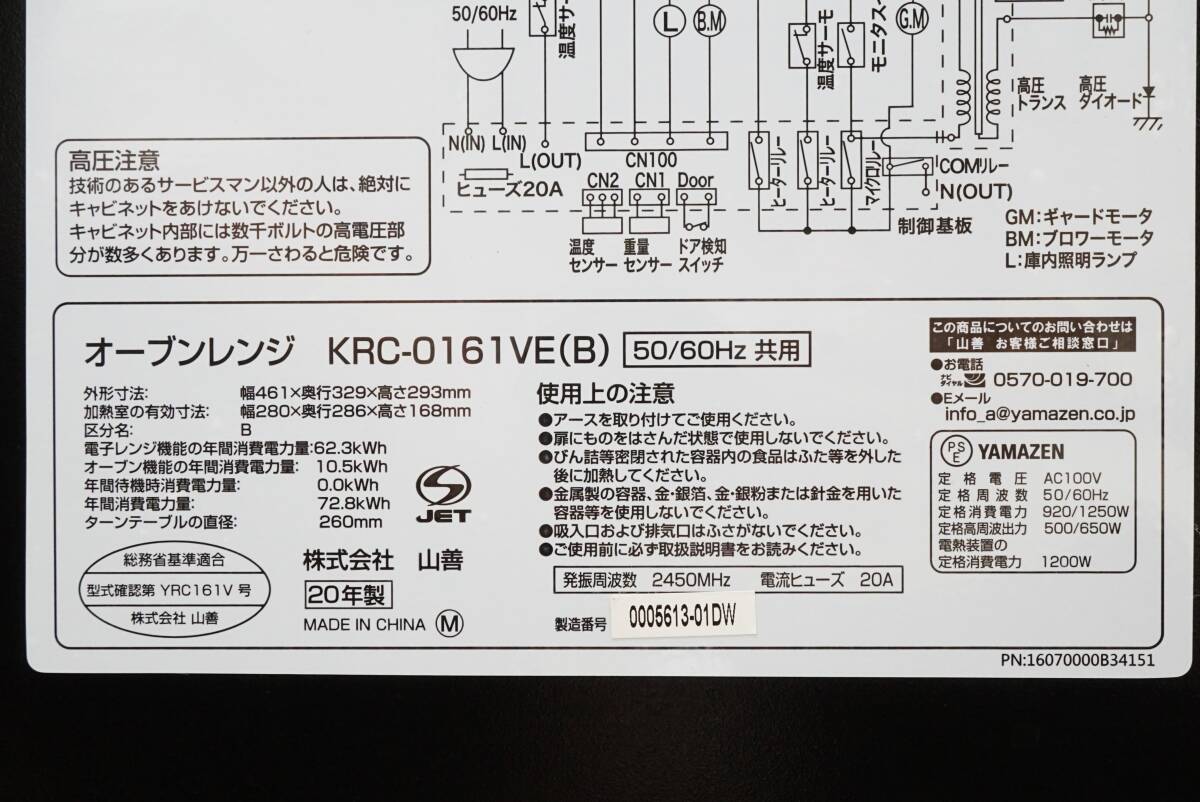 50/60Hz
温度サー
L
B.M
温度サーモ
モニタスイ
G.M
高圧
トランス
高圧
ダイオード
N(IN) L(IN)
L(OUT)
CN100
ヒューズ20A
CN2 CN1 Door
ヒーターリレー
ヒーターリレー
マイクロリレー
COMリレー
N(OUT)
制御基板
温度
センサー
重量
センサー
ドア検知
スイッチ
GM:ギャードモータ
BM:ブロワーモータ
L:庫内照明ランプ
高圧注意
技術のあるサービスマン以外の人は、絶対に
キャビネットをあけないでください。
キャビネット内部には数千ボルトの高電圧部
分が数多くあります。万一さわると危険です。
オーブンレンジ KRC-0161VE(B) 50/60Hz 共用
外形寸法: 幅461×奥行329×高さ293mm
加熱室の有効寸法: 幅280×奥行286×高さ168mm
区分名: B
電子レンジ機能の年間消費電力量:62.3kWh
オーブン機能の年間消費電力量: 10.5kWh
年間待機時消費電力量: 0.0kWh
年間消費電力量: 72.8kWh
ターンテーブルの直径: 260mm
JET
総務省基準適合
型式確認第 YRC161V 号
株式会社 山善
株式会社 山善
20年製
MADE IN CHINA M
使用上の注意
●アースを取り付けてご使用ください。
●扉にものをはさんだ状態で使用しないでください。
●びん詰等密閉された容器内の食品はふた等を外した
後に加熱してください。
●金属製の容器、金・銀箔、金・銀粉または針金を用いた
容器等を使用しないでください。
●吸入口および排気口はふさがないでください。
●ご使用前に必ず取扱説明書をお読みください。
発振周波数 2450MHz 電流ヒューズ 20A
製造番号 0005613-01DW
この商品についてのお問い合わせは
「山善 お客様ご相談窓口」
●お電話
ナビダイヤル 0570-019-700
●Eメール
info_a@yamazen.co.jp
PSE YAMAZEN
定格電圧 AC100V
定格周波数 50/60Hz
定格消費電力 920/1250W
定格高周波出力 500/650W
電熱装置の
定格消費電力 1200W
PN:16070000B34151